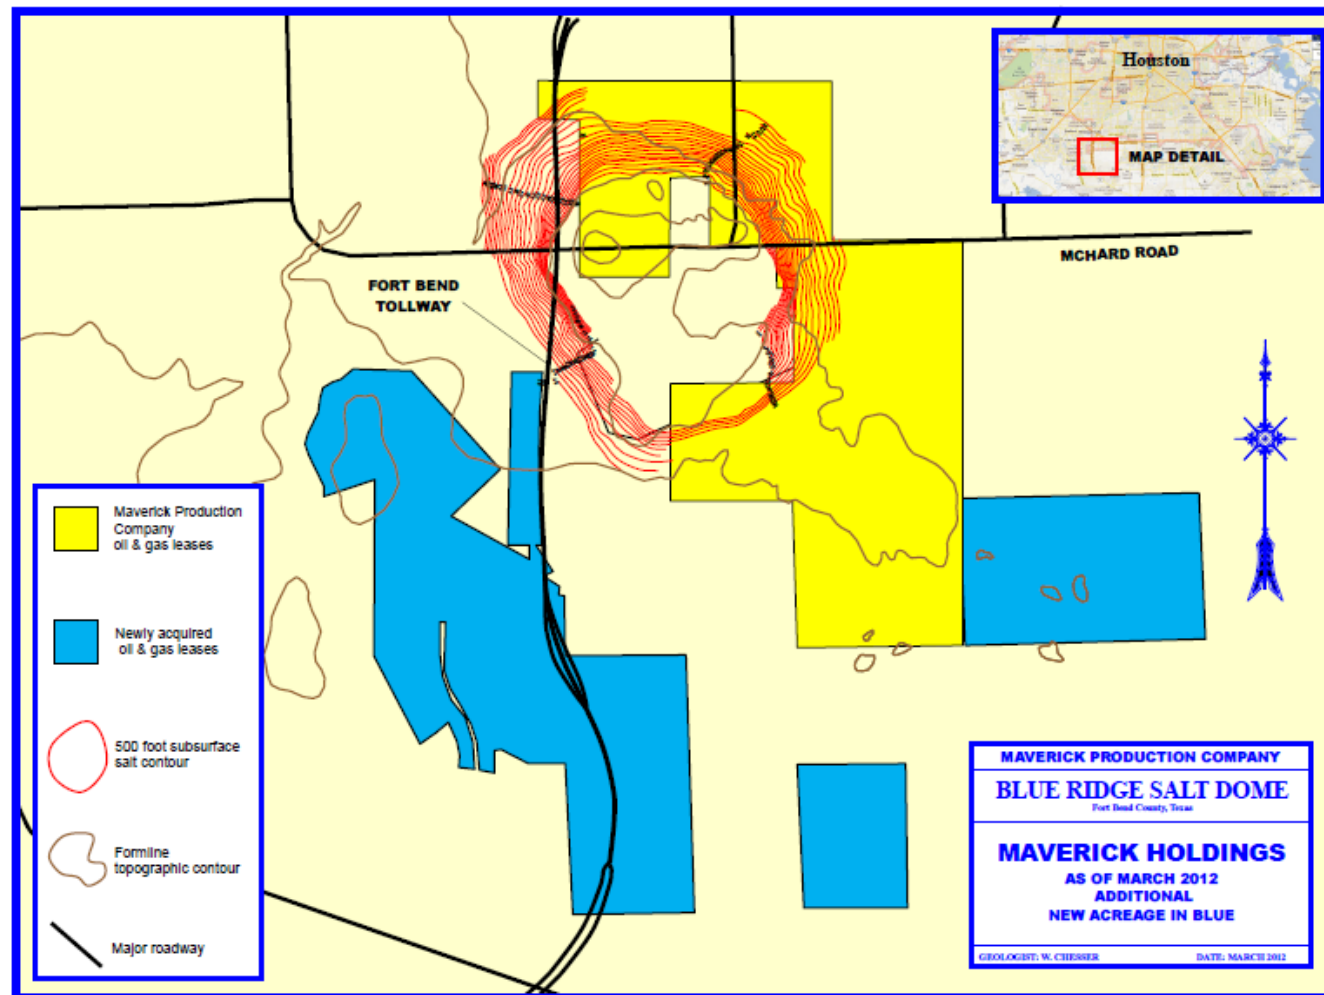 Houston
MAP DETAIL
MCHARD ROAD
FORT BEND
TOLLWAY
Maverick Production
Company
oil & gas leases
Newly acquired
oil & gas leases
500 foot subsurface
salt contour
Formline
topographic contour
Major roadway
MAVERICK PRODUCTION COMPANY
BLUE RIDGE SALT DOME
Fort Bend County, Texas
MAVERICK HOLDINGS
AS OF MARCH 2012
ADDITIONAL
NEW ACREAGE IN BLUE
GEOLOGIST: W. CHESSER DATE: MARCH 2012